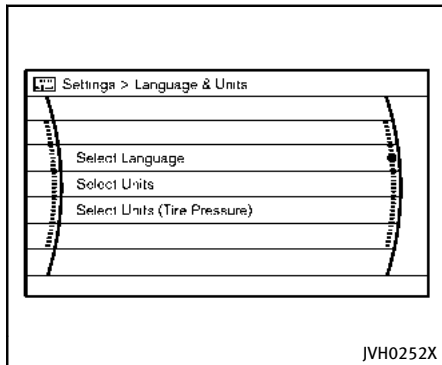 Settings > Language & Units
Select Language
Select Units
Select Units (Tire Pressure)
JVH0252X